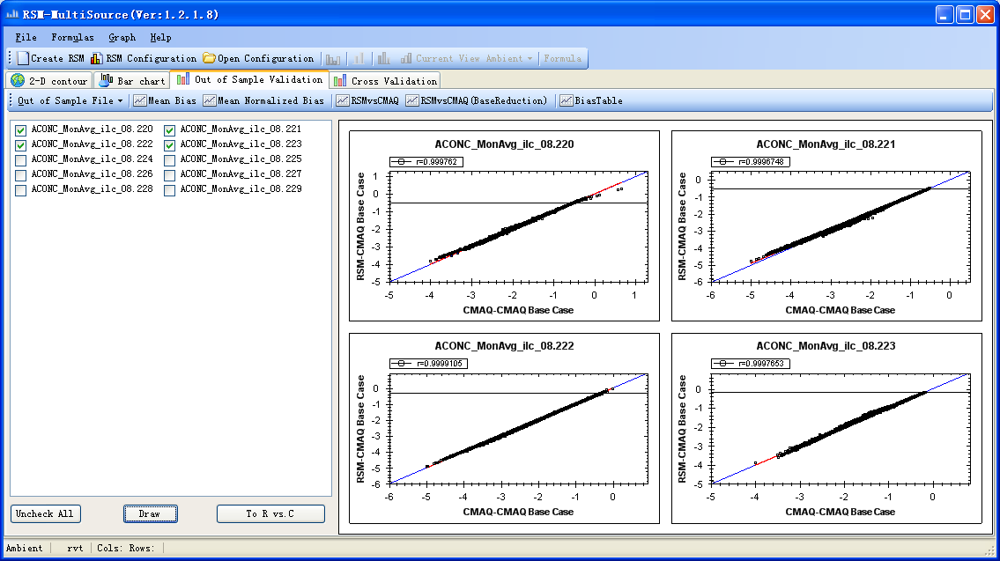 RSM-MultiSource(Ver:1.2.1.8)
File Formulas Graph Help
Create RSM RSM Configuration Open Configuration Current View Ambient Formula
2-D contour Bar chart Out of Sample Validation Cross Validation
Out of Sample File Mean Bias Mean Normalized Bias RSMvsCMAQ RSMvsCMAQ(BaseReduction) BiasTable
ACONC_MonAvg_ilc_08.220 ACONC_MonAvg_ilc_08.221
ACONC_MonAvg_ilc_08.222 ACONC_MonAvg_ilc_08.223
ACONC_MonAvg_ilc_08.224 ACONC_MonAvg_ilc_08.225
ACONC_MonAvg_ilc_08.226 ACONC_MonAvg_ilc_08.227
ACONC_MonAvg_ilc_08.228 ACONC_MonAvg_ilc_08.229
Uncheck All Draw To R vs.C
ACONC_MonAvg_ilc_08.220
r=0.999762
RSM-CMAQ Base Case
1
0
-1
-2
-3
-4
-5
-5 -4 -3 -2 -1 0 1
CMAQ-CMAQ Base Case
ACONC_MonAvg_ilc_08.221
r=0.9996748
RSM-CMAQ Base Case
0
-1
-2
-3
-4
-5
-6
-6 -5 -4 -3 -2 -1 0
CMAQ-CMAQ Base Case
ACONC_MonAvg_ilc_08.222
r=0.9999105
RSM-CMAQ Base Case
0
-1
-2
-3
-4
-5
-6
-6 -5 -4 -3 -2 -1 0
CMAQ-CMAQ Base Case
ACONC_MonAvg_ilc_08.223
r=0.9997653
RSM-CMAQ Base Case
0
-1
-2
-3
-4
-5
-5 -4 -3 -2 -1 0
CMAQ-CMAQ Base Case
Ambient rvt Cols: Rows: